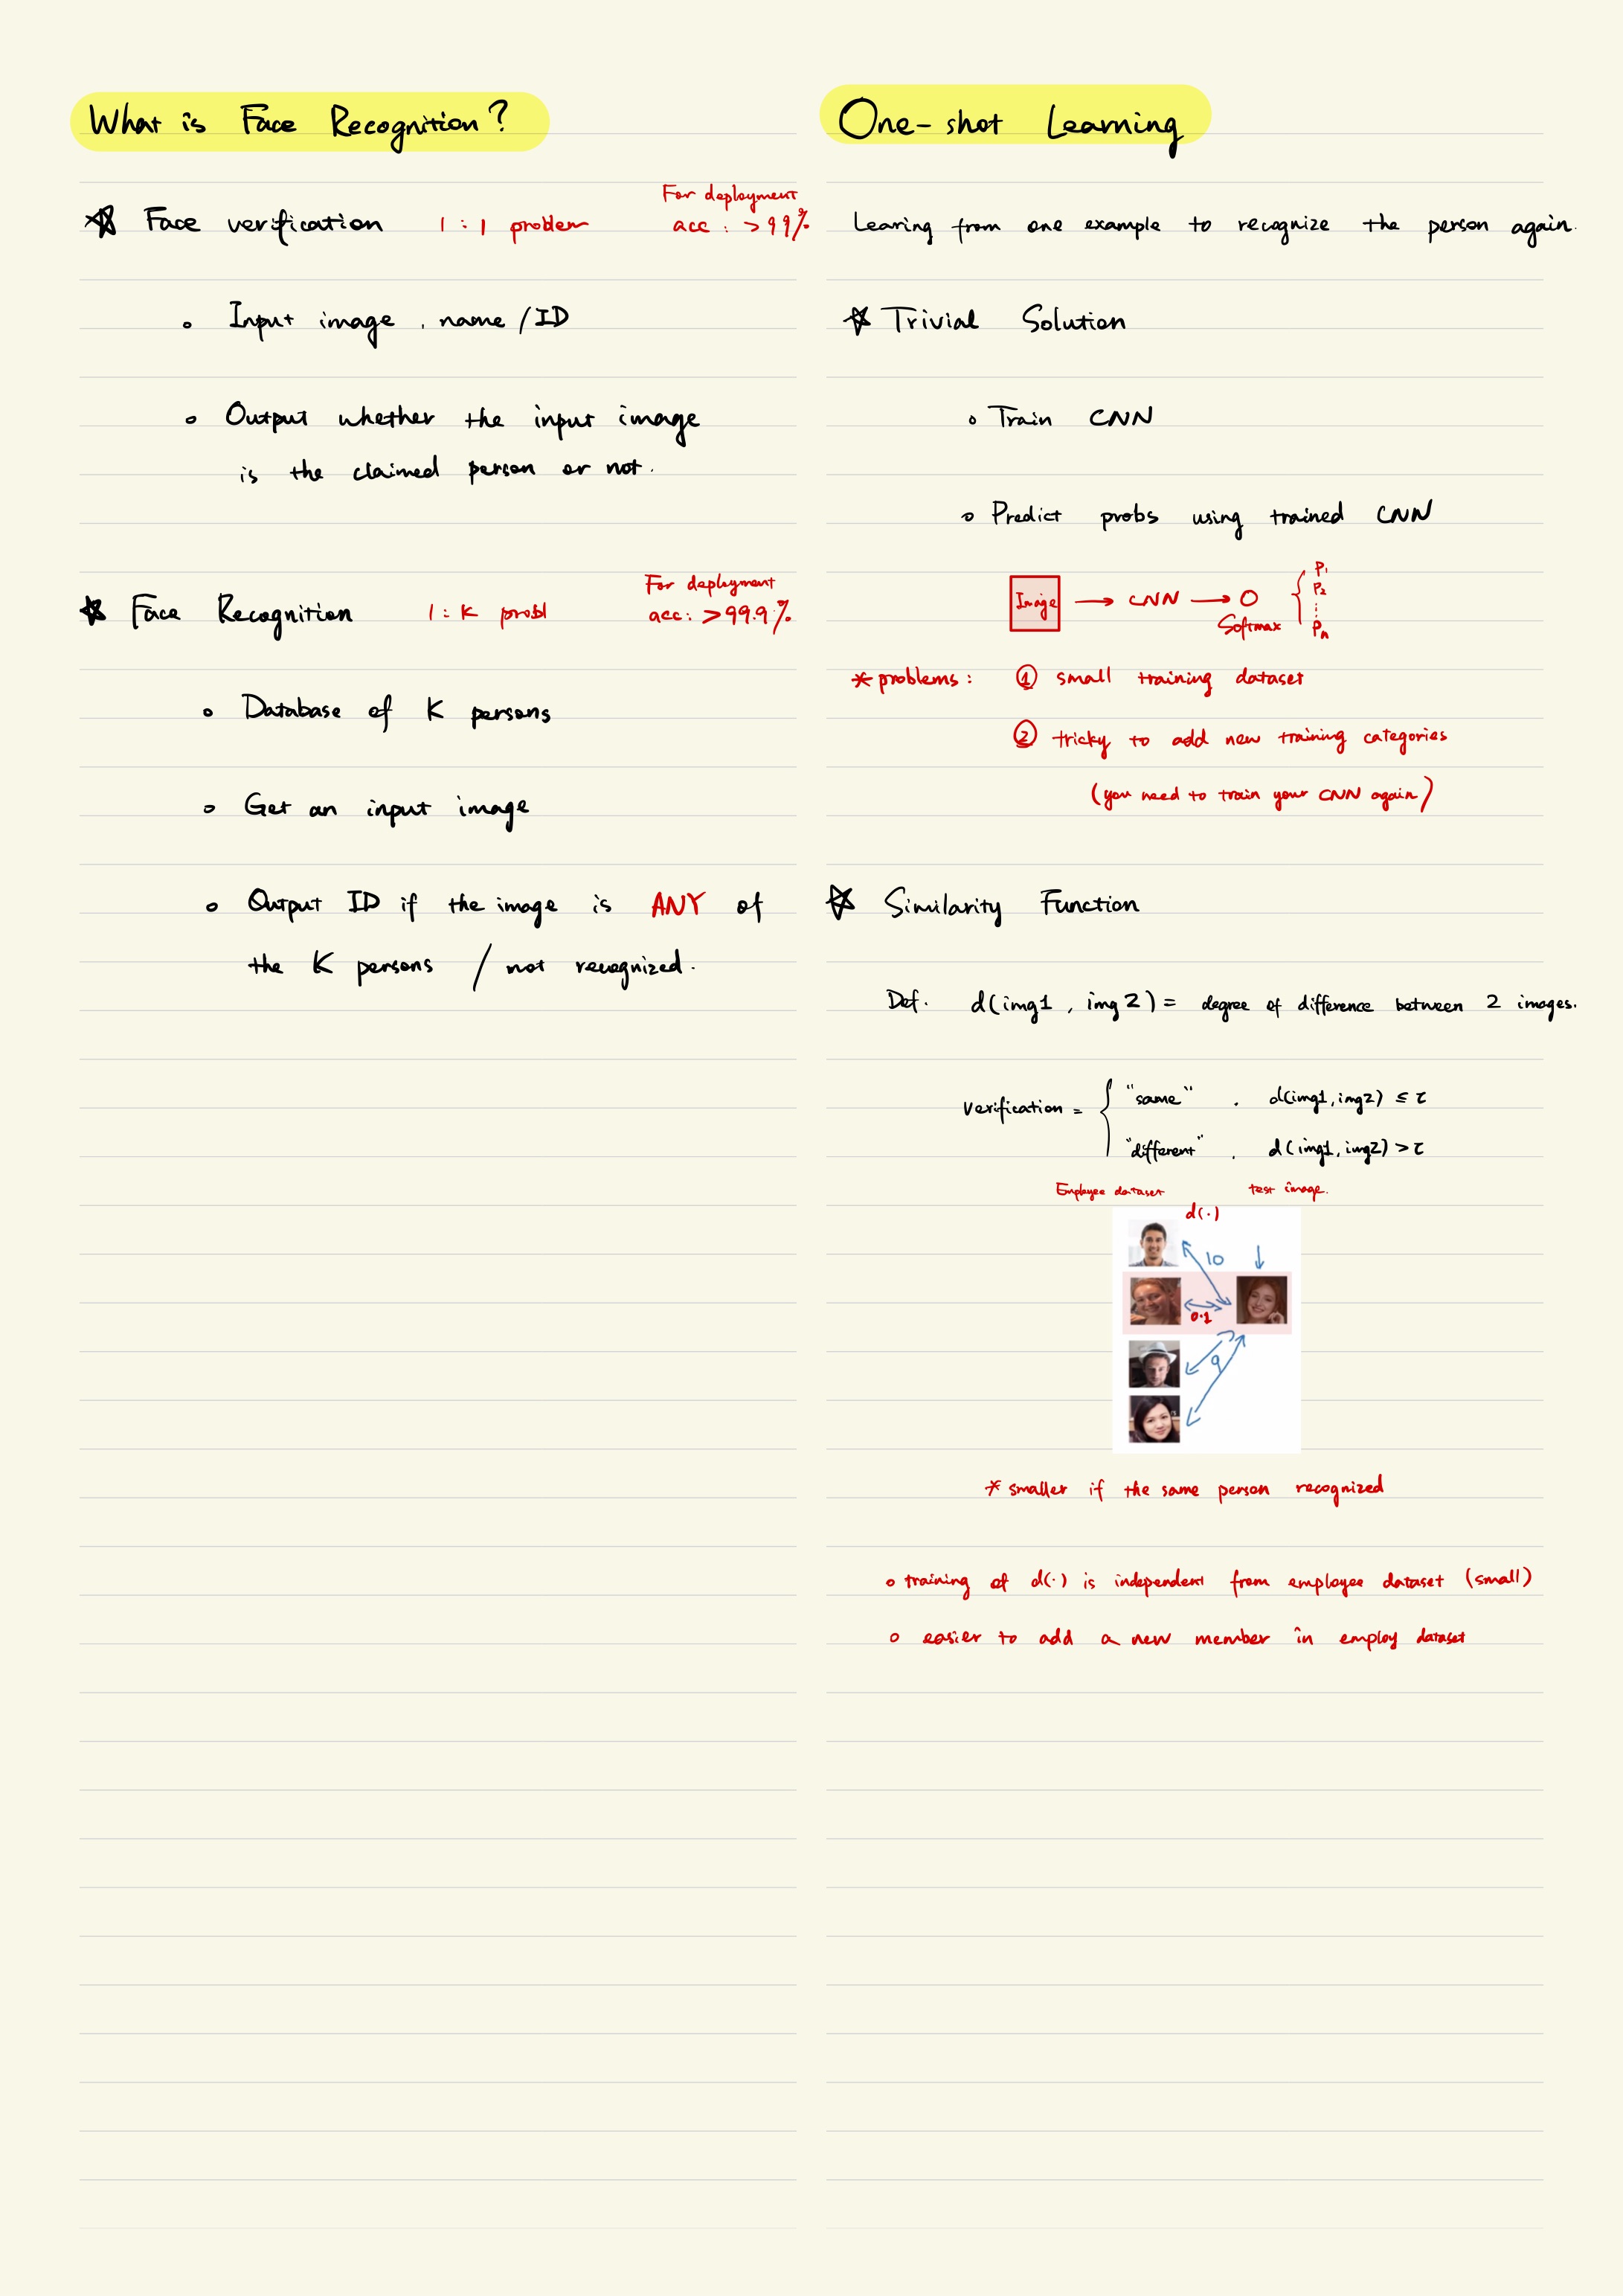 What is Face Recognition?
Face verification 1 : 1 problem
For deployment
acc : >99%
Input image , name / ID
Output whether the input image
is the claimed person or not.
Face Recognition 1 : K probl
For deployment
acc: >99.9%
Database of K persons
Get an input image
Output ID if the image is ANY of
the K persons / not recognized.
One-shot Learning
Learing from one example to recognize the person again.
Trivial Solution
Train CNN
Predict probs using trained CNN
Image → CNN → O
Softmax
P1
P2
⋮
Pn
* problems : ① small training dataset
② tricky to add new training categories
(you need to train your CNN again)
Similarity Function
Def. d(img1 , img2) = degree of difference between 2 images.
Verification =
"same" , d(img1, img2) ≤ τ
"different" , d(img1, img2) > τ
Employee dataset test image.
d(·)
10
0.1
9
* smaller if the same person recognized
training of d(·) is independent from employee dataset (small)
easier to add a new member in employ dataset